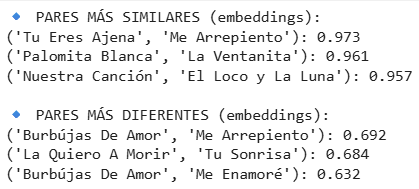 🔹 PARES MÁS SIMILARES (embeddings):
('Tu Eres Ajena', 'Me Arrepiento'): 0.973
('Palomita Blanca', 'La Ventanita'): 0.961
('Nuestra Canción', 'El Loco y La Luna'): 0.957
🔹 PARES MÁS DIFERENTES (embeddings):
('Burbújas De Amor', 'Me Arrepiento'): 0.692
('La Quiero A Morir', 'Tu Sonrisa'): 0.684
('Burbújas De Amor', 'Me Enamoré'): 0.632